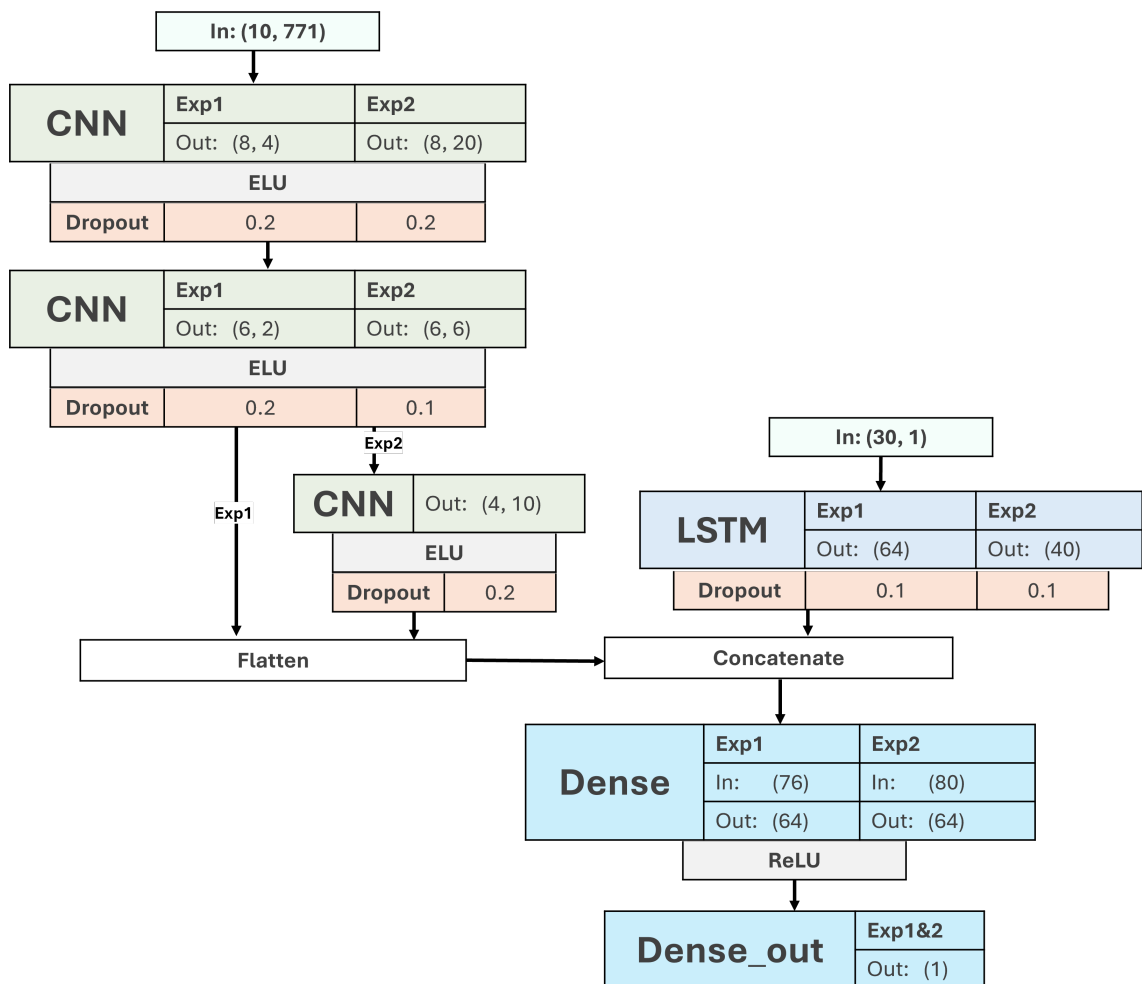 In: (10, 771)
CNN
Exp1 Exp2
Out: (8, 4) Out: (8, 20)
ELU
Dropout 0.2 0.2
CNN
Exp1 Exp2
Out: (6, 2) Out: (6, 6)
ELU
Dropout 0.2 0.1
Exp1
Exp2
CNN Out: (4, 10)
ELU
Dropout 0.2
In: (30, 1)
LSTM
Exp1 Exp2
Out: (64) Out: (40)
Dropout 0.1 0.1
Flatten
Concatenate
Dense
Exp1 Exp2
In: (76) In: (80)
Out: (64) Out: (64)
ReLU
Dense_out
Exp1&2
Out: (1)